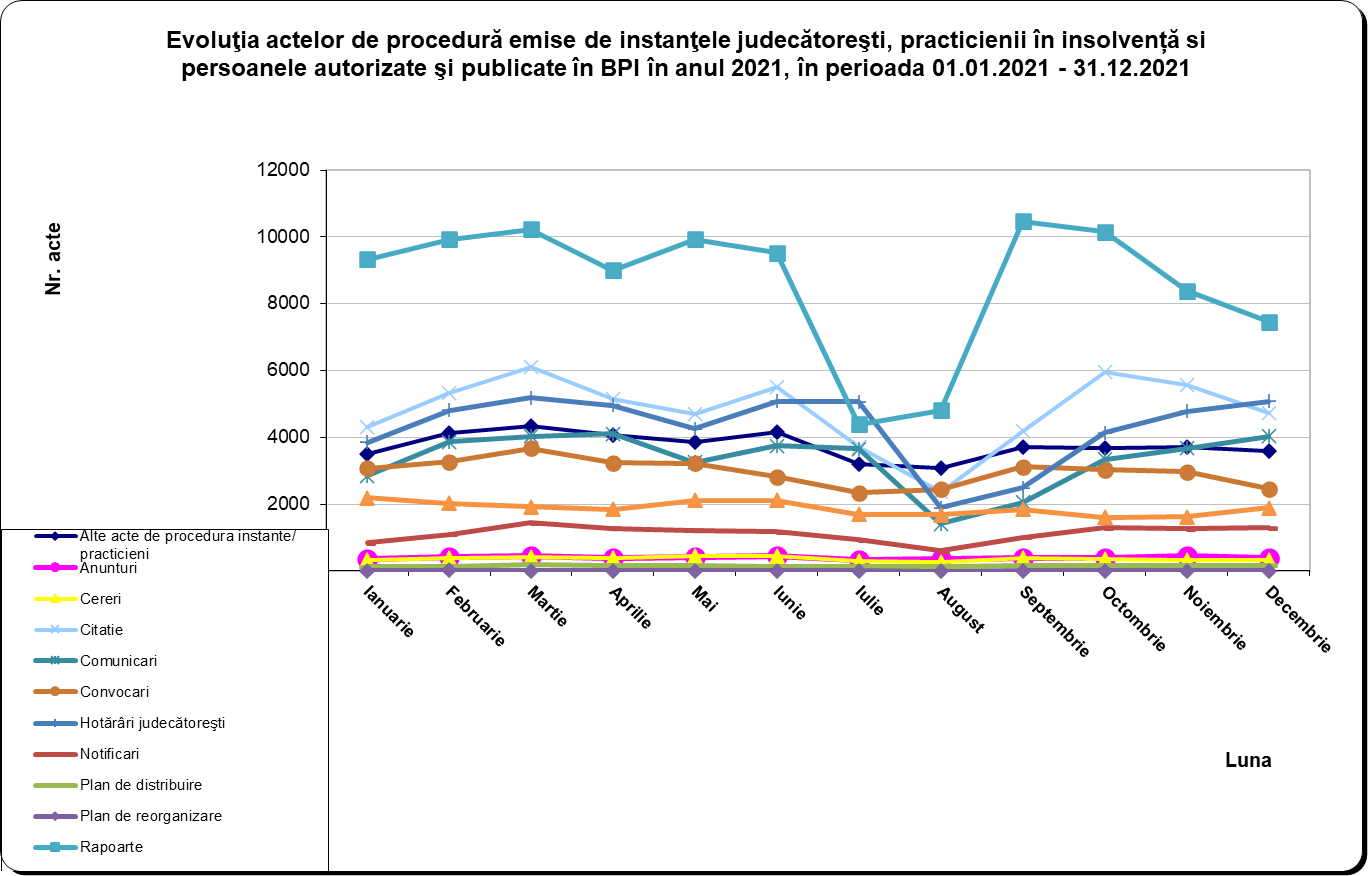 Evoluţia actelor de procedură emise de instanţele judecătoreşti, practicienii în insolvență si
persoanele autorizate şi publicate în BPI în anul 2021, în perioada 01.01.2021 - 31.12.2021
Nr. acte
12000
10000
8000
6000
4000
2000
Ianuarie
Februarie
Martie
Aprilie
Mai
Iunie
Iulie
August
Septembrie
Octombrie
Noiembrie
Decembrie
Luna
Alte acte de procedura instante/
practicieni
Anunturi
Cereri
Citatie
Comunicari
Convocari
Hotărâri judecătoreşti
Notificari
Plan de distribuire
Plan de reorganizare
Rapoarte